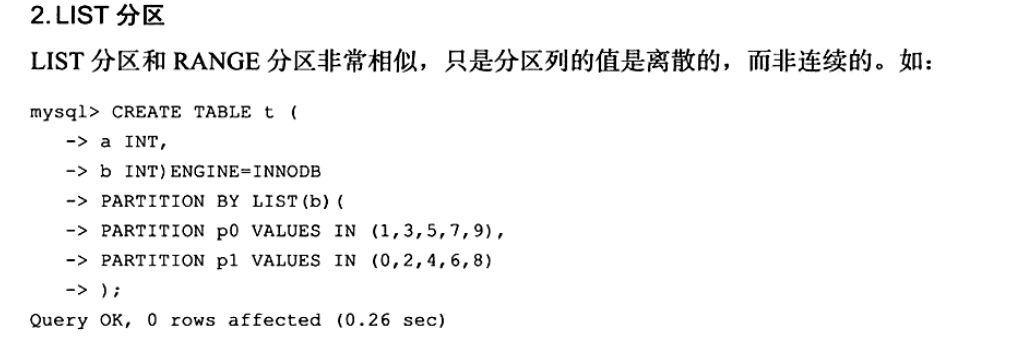 2.LIST 分区
LIST 分区和 RANGE 分区非常相似，只是分区列的值是离散的，而非连续的。如：
mysql> CREATE TABLE t (
-> a INT,
-> b INT)ENGINE=INNODB
-> PARTITION BY LIST(b)(
-> PARTITION p0 VALUES IN (1,3,5,7,9),
-> PARTITION p1 VALUES IN (0,2,4,6,8)
-> );
Query OK, 0 rows affected (0.26 sec)